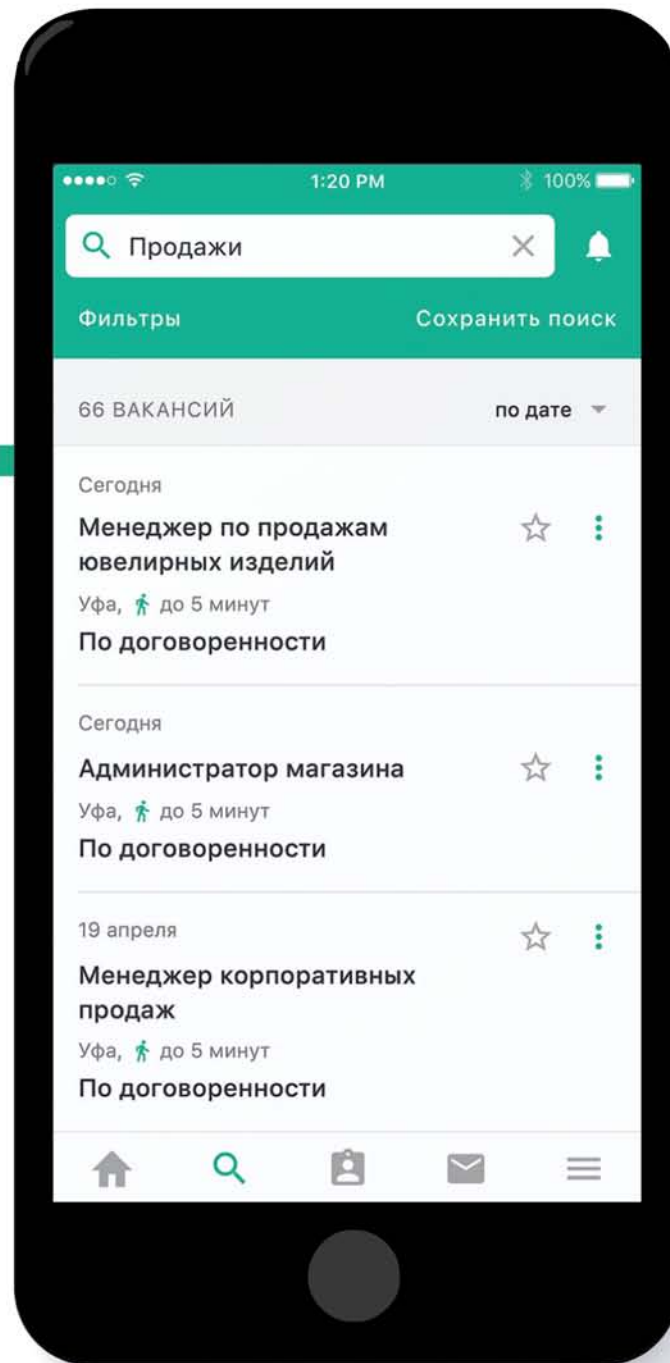 1:20 PM 100%
Продажи
Фильтры Сохранить поиск
66 ВАКАНСИЙ по дате
Сегодня
Менеджер по продажам
ювелирных изделий
Уфа, до 5 минут
По договоренности
Сегодня
Администратор магазина
Уфа, до 5 минут
По договоренности
19 апреля
Менеджер корпоративных
продаж
Уфа, до 5 минут
По договоренности